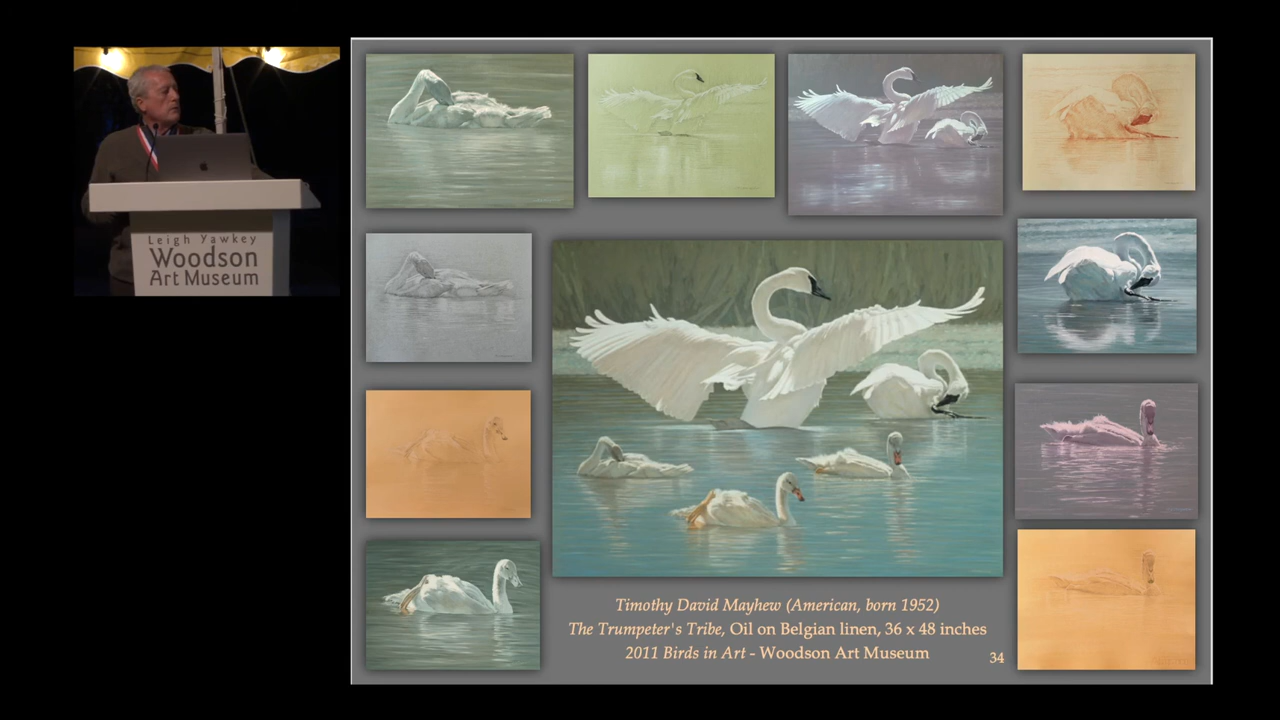 Leigh Yawkey
Woodson
Art Museum
Timothy David Mayhew (American, born 1952)
The Trumpeter's Tribe, Oil on Belgian linen, 36 x 48 inches
2011 Birds in Art - Woodson Art Museum
34